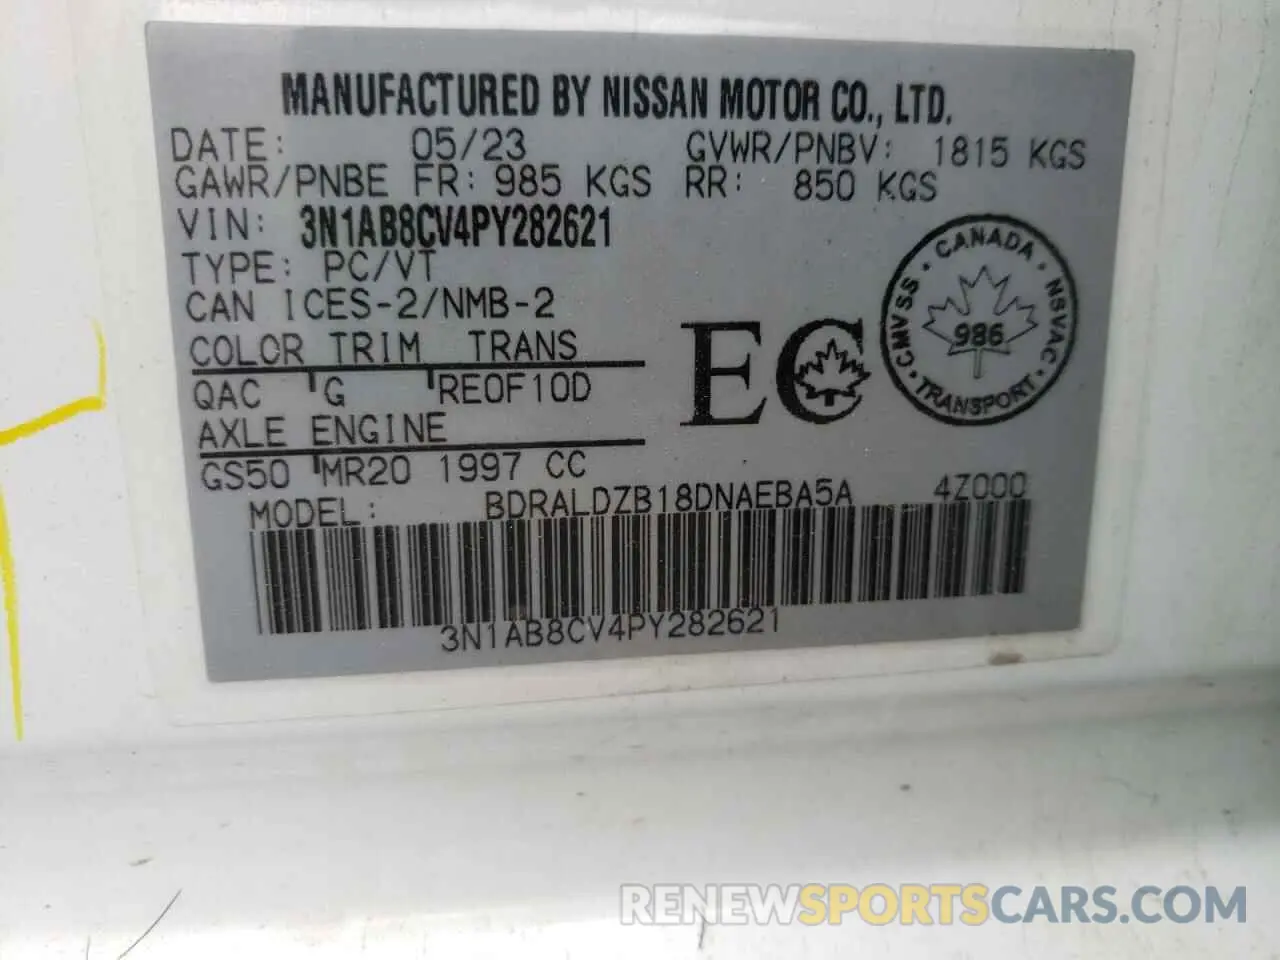 MANUFACTURED BY NISSAN MOTOR CO., LTD.
DATE: 05/23 GVWR/PNBV: 1815 KGS
GAWR/PNBE FR: 985 KGS RR: 850 KGS
VIN: 3N1AB8CV4PY282621
TYPE: PC/VT
CAN ICES-2/NMB-2
COLOR TRIM TRANS
QAC G RE0F10D
AXLE ENGINE
GS50 MR20 1997 CC
EC
CANADA · NSVAC · TRANSPORT · CMVSS ·
986
MODEL: BDRALDZB18DNAEBA5A 4Z000
3N1AB8CV4PY282621
RENEWSPORTSCARS.COM